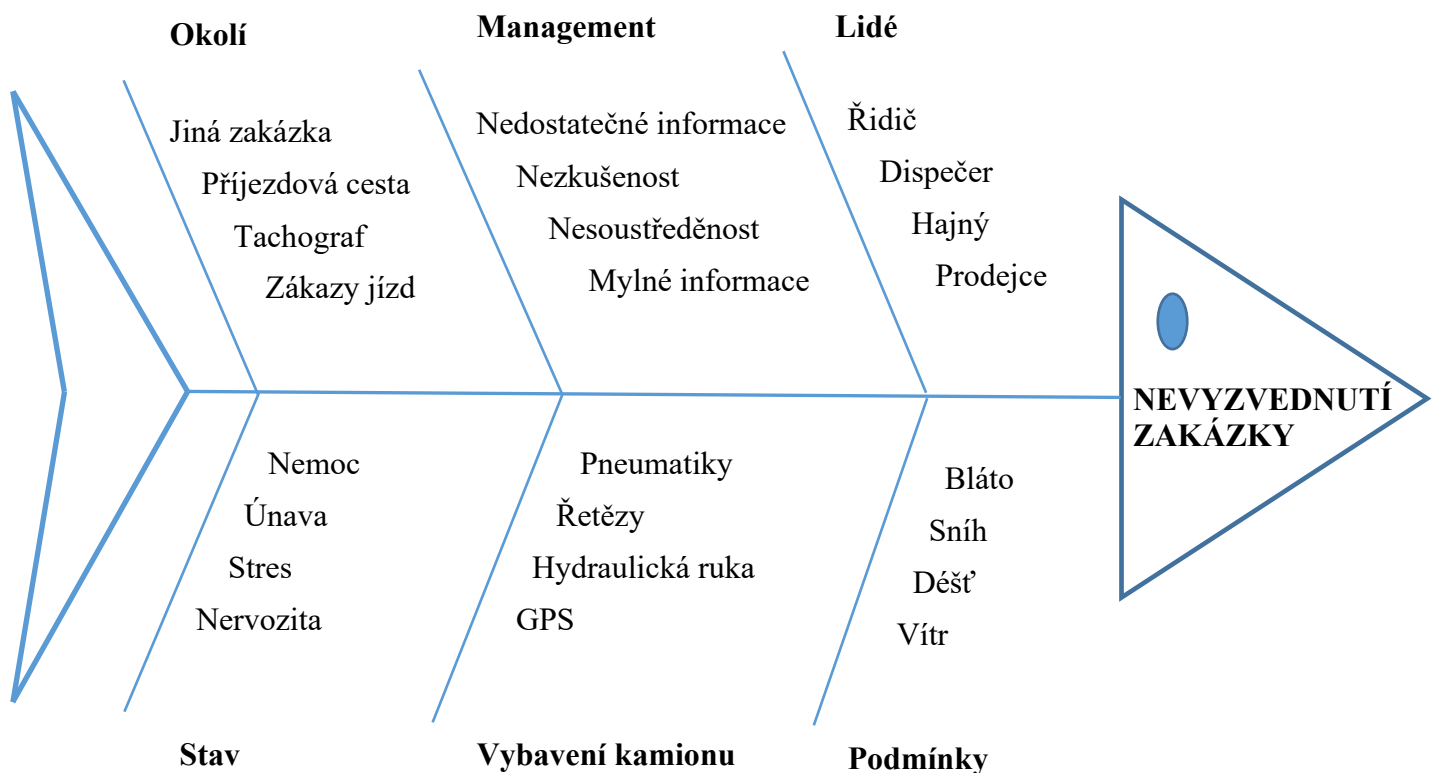 Okolí
Management
Lidé
Jiná zakázka
Příjezdová cesta
Tachograf
Zákazy jízd
Nedostatečné informace
Nezkušenost
Nesoustředěnost
Mylné informace
Řidič
Dispečer
Hajný
Prodejce
NEVYZVEDNUTÍ
ZAKÁZKY
Nemoc
Únava
Stres
Nervozita
Pneumatiky
Řetězy
Hydraulická ruka
GPS
Bláto
Sníh
Déšť
Vítr
Stav
Vybavení kamionu
Podmínky